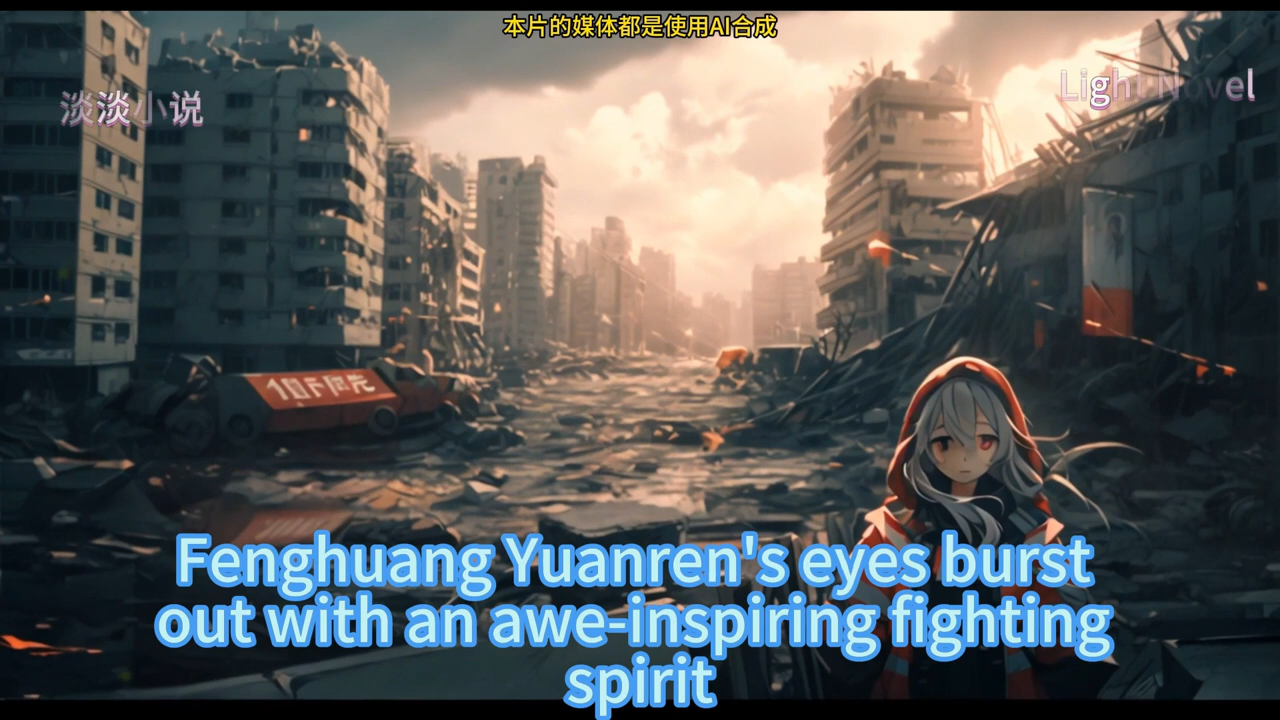 本片的媒体都是使用AI合成
淡淡小说
Light Novel
Fenghuang Yuanren's eyes burst
out with an awe-inspiring fighting
spirit